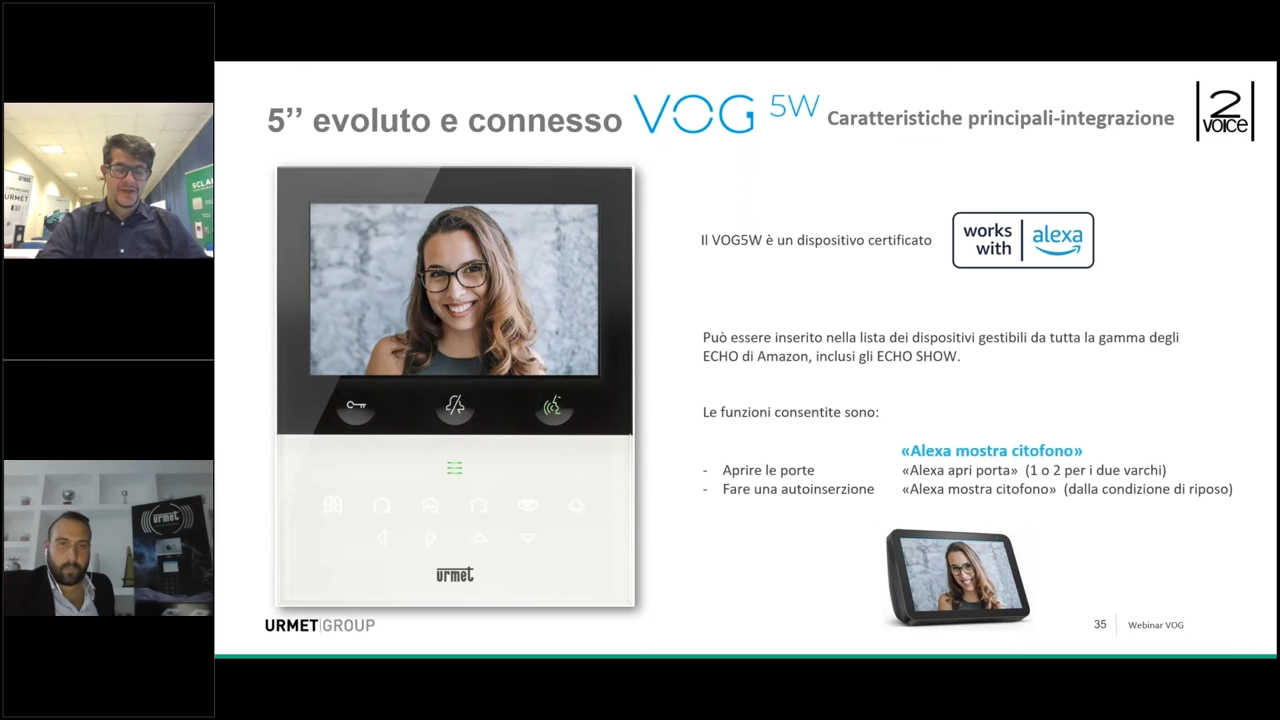 5’’ evoluto e connesso VOG 5W Caratteristiche principali-integrazione
2 VOICE
Il VOG5W è un dispositivo certificato
works with alexa
Può essere inserito nella lista dei dispositivi gestibili da tutta la gamma degli
ECHO di Amazon, inclusi gli ECHO SHOW.
Le funzioni consentite sono:
«Alexa mostra citofono»
- Aprire le porte «Alexa apri porta» (1 o 2 per i due varchi)
- Fare una autoinserzione «Alexa mostra citofono» (dalla condizione di riposo)
urmet
URMET GROUP
35 Webinar VOG
urmet
URMET
urmet